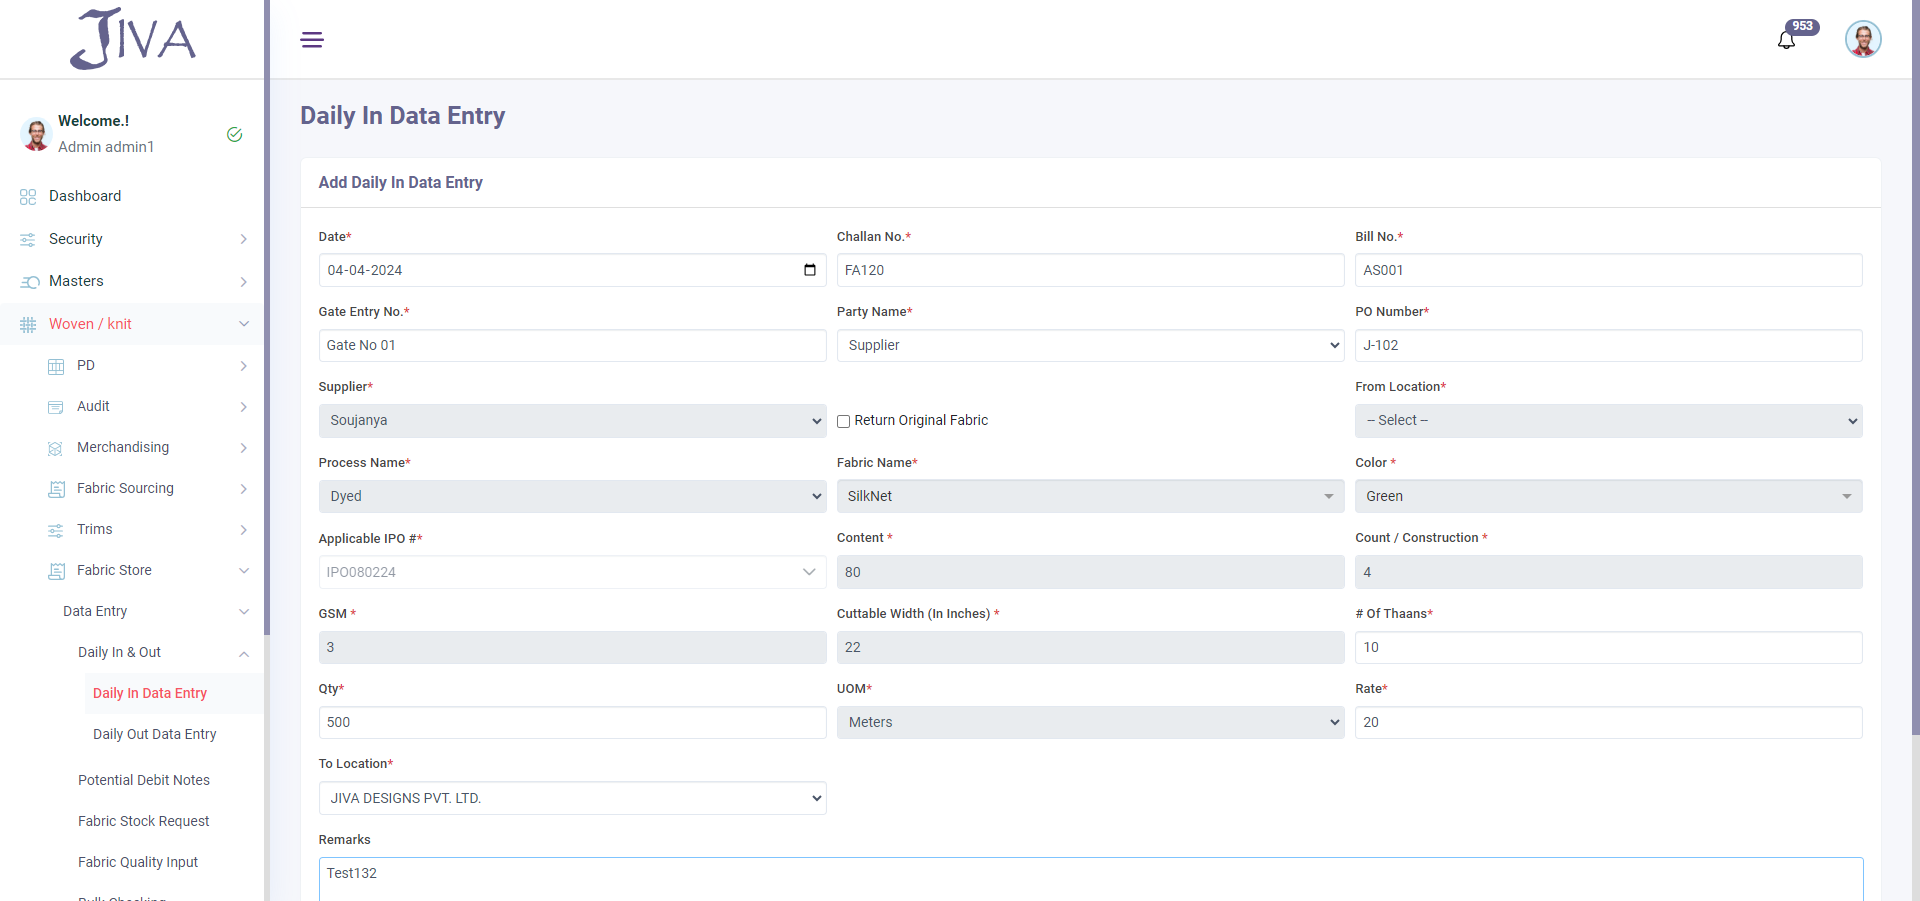 JIVA
953
Welcome.!
Admin admin1
Dashboard
Security
Masters
Woven / knit
PD
Audit
Merchandising
Fabric Sourcing
Trims
Fabric Store
Data Entry
Daily In & Out
Daily In Data Entry
Daily Out Data Entry
Potential Debit Notes
Fabric Stock Request
Fabric Quality Input
Bulk Checking
Daily In Data Entry
Add Daily In Data Entry
Date* Challan No.* Bill No.*
04-04-2024 FA120 AS001
Gate Entry No.* Party Name* PO Number*
Gate No 01 Supplier J-102
Supplier* From Location*
Soujanya Return Original Fabric -- Select --
Process Name* Fabric Name* Color *
Dyed SilkNet Green
Applicable IPO #* Content * Count / Construction *
IPO080224 80 4
GSM * Cuttable Width (In Inches) * # Of Thaans*
3 22 10
Qty* UOM* Rate*
500 Meters 20
To Location*
JIVA DESIGNS PVT. LTD.
Remarks
Test132